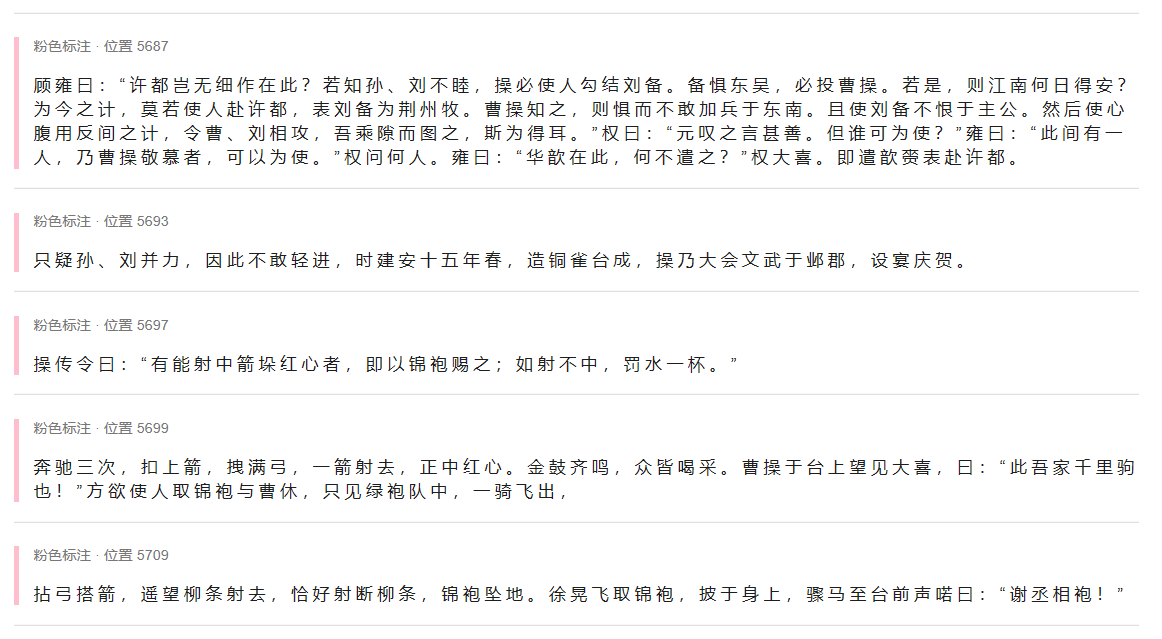 粉色标注 · 位置 5687
顾雍曰：“许都岂无细作在此？若知孙、刘不睦，操必使人勾结刘备。备惧东吴，必投曹操。若是，则江南何日得安？
为今之计，莫若使人赴许都，表刘备为荆州牧。曹操知之，则惧而不敢加兵于东南。且使刘备不恨于主公。然后使心
腹用反间之计，令曹、刘相攻，吾乘隙而图之，斯为得耳。”权曰：“元叹之言甚善。但谁可为使？”雍曰：“此间有一
人，乃曹操敬慕者，可以为使。”权问何人。雍曰：“华歆在此，何不遣之？”权大喜。即遣歆赍表赴许都。
粉色标注 · 位置 5693
只疑孙、刘并力，因此不敢轻进，时建安十五年春，造铜雀台成，操乃大会文武于邺郡，设宴庆贺。
粉色标注 · 位置 5697
操传令曰：“有能射中箭垛红心者，即以锦袍赐之；如射不中，罚水一杯。”
粉色标注 · 位置 5699
奔驰三次，扣上箭，拽满弓，一箭射去，正中红心。金鼓齐鸣，众皆喝采。曹操于台上望见大喜，曰：“此吾家千里驹
也！”方欲使人取锦袍与曹休，只见绿袍队中，一骑飞出，
粉色标注 · 位置 5709
拈弓搭箭，遥望柳条射去，恰好射断柳条，锦袍坠地。徐晃飞取锦袍，披于身上，骤马至台前声喏曰：“谢丞相袍！”